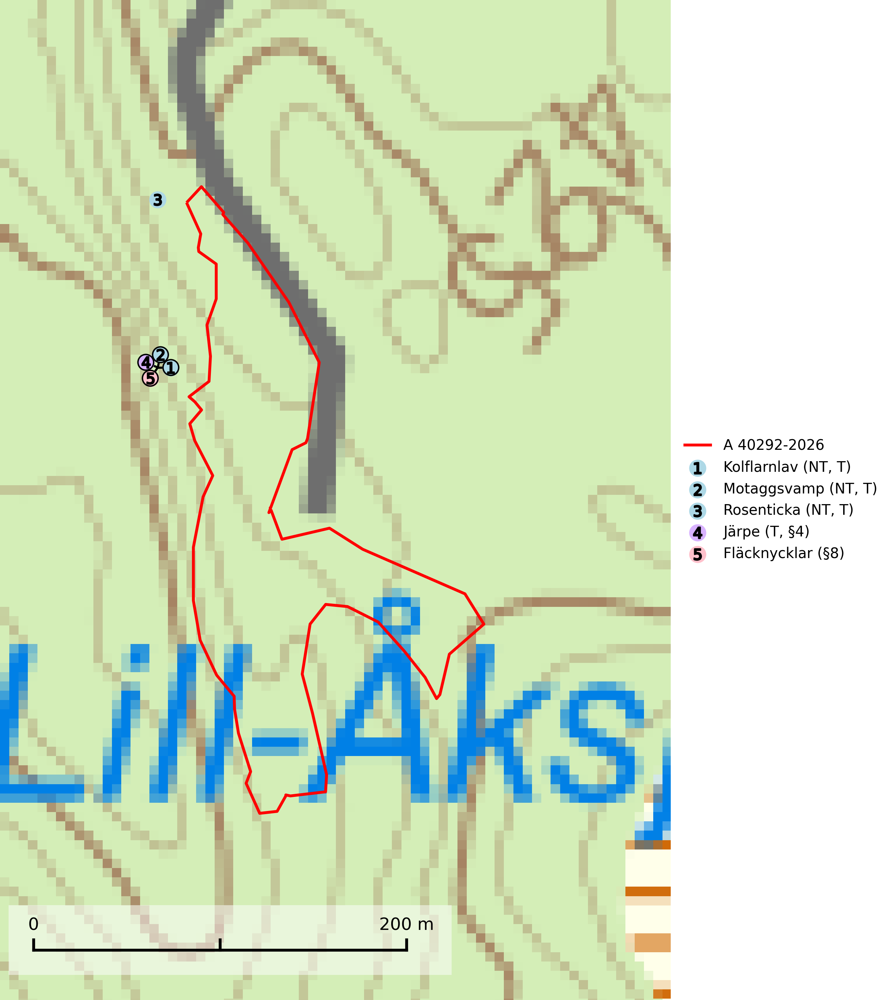 3
2
4
1
5
Lill-Åks
0
200 m
A 40292-2026
1 Kolflarnlav (NT, T)
2 Motaggsvamp (NT, T)
3 Rosenticka (NT, T)
4 Järpe (T, §4)
5 Fläcknycklar (§8)